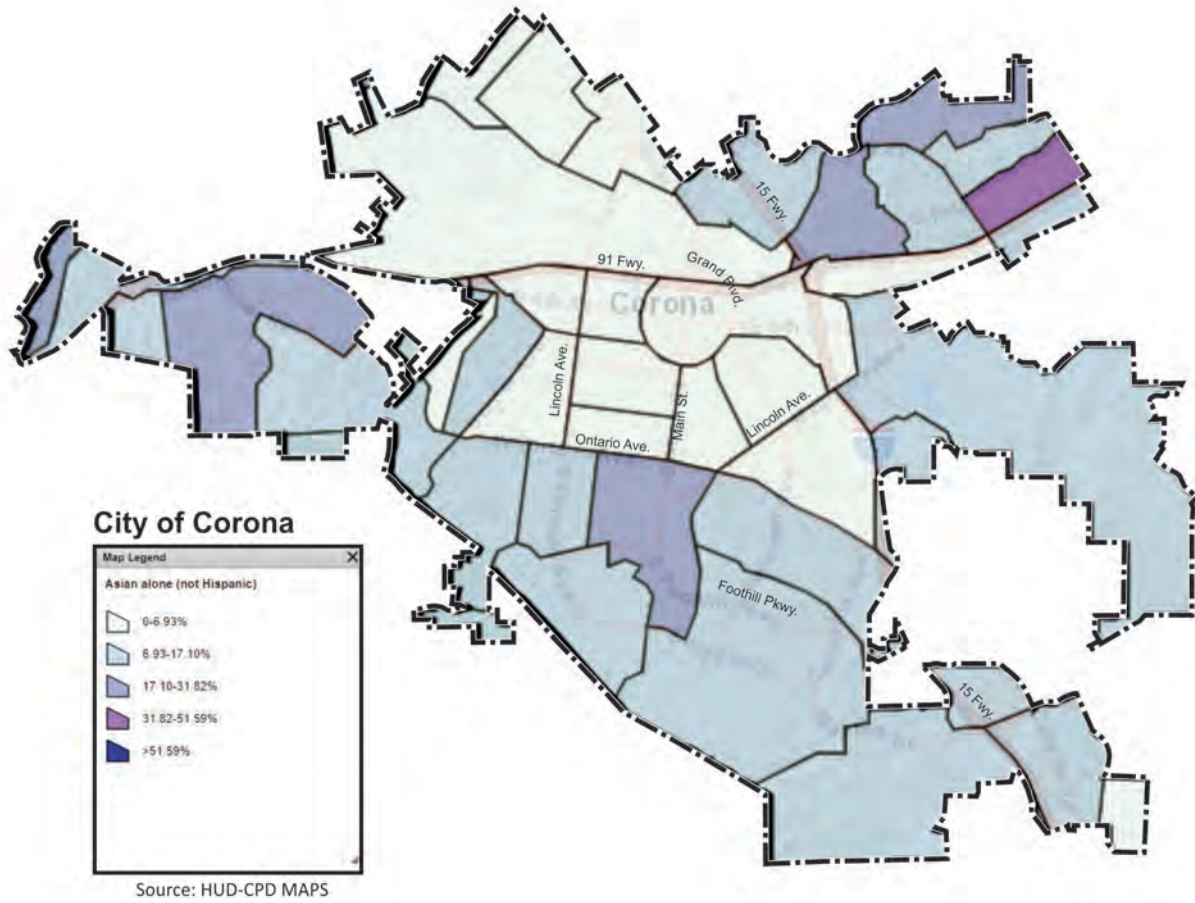 15 Fwy.
91 Fwy.
Grand Blvd.
Corona
Lincoln Ave.
Main St.
Lincoln Ave.
Ontario Ave.
Foothill Pkwy.
15 Fwy.
City of Corona
Map Legend
Asian alone (not Hispanic)
0-6.93%
6.93-17.10%
17.10-31.82%
31.82-51.59%
>51.59%
Source: HUD-CPD MAPS